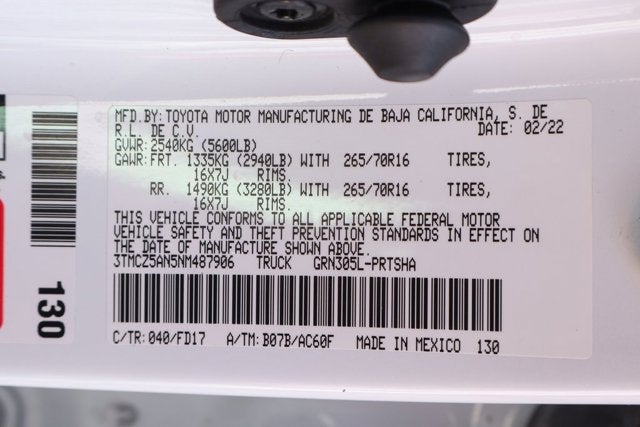 MFD.BY:TOYOTA MOTOR MANUFACTURING DE BAJA CALIFORNIA, S. DE
R.L. DE C.V. DATE: 02/22
GVWR:2540KG (5600LB)
GAWR:FRT. 1335KG (2940LB) WITH 265/70R16 TIRES,
16X7J RIMS.
RR. 1490KG (3280LB) WITH 265/70R16 TIRES,
16X7J RIMS.
THIS VEHICLE CONFORMS TO ALL APPLICABLE FEDERAL MOTOR
VEHICLE SAFETY AND THEFT PREVENTION STANDARDS IN EFFECT ON
THE DATE OF MANUFACTURE SHOWN ABOVE.
3TMCZ5AN5NM487906 TRUCK GRN305L-PRTSHA
C/TR:040/FD17 A/TM:B07B/AC60F MADE IN MEXICO 130
130